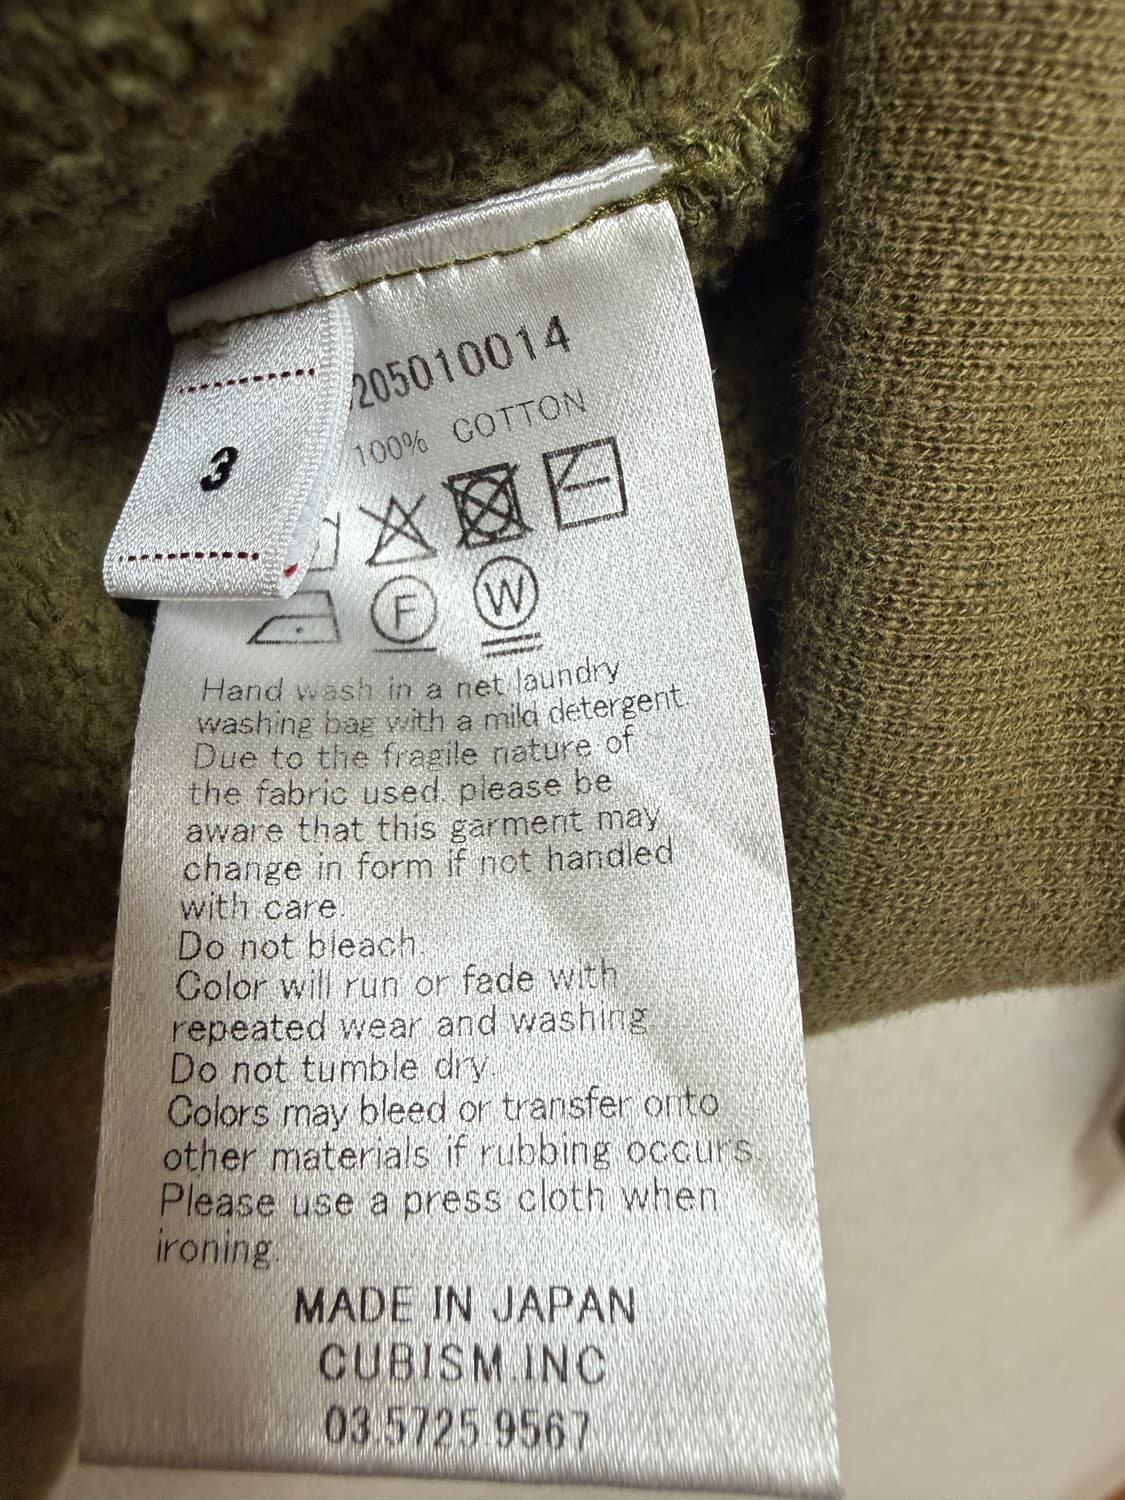 3
205010014
100% COTTON
F
W
Hand wash in a net laundry
washing bag with a mild detergent.
Due to the fragile nature of
the fabric used, please be
aware that this garment may
change in form if not handled
with care.
Do not bleach.
Color will run or fade with
repeated wear and washing
Do not tumble dry.
Colors may bleed or transfer onto
other materials if rubbing occurs.
Please use a press cloth when
ironing.
MADE IN JAPAN
CUBISM.INC
03.5725.9567